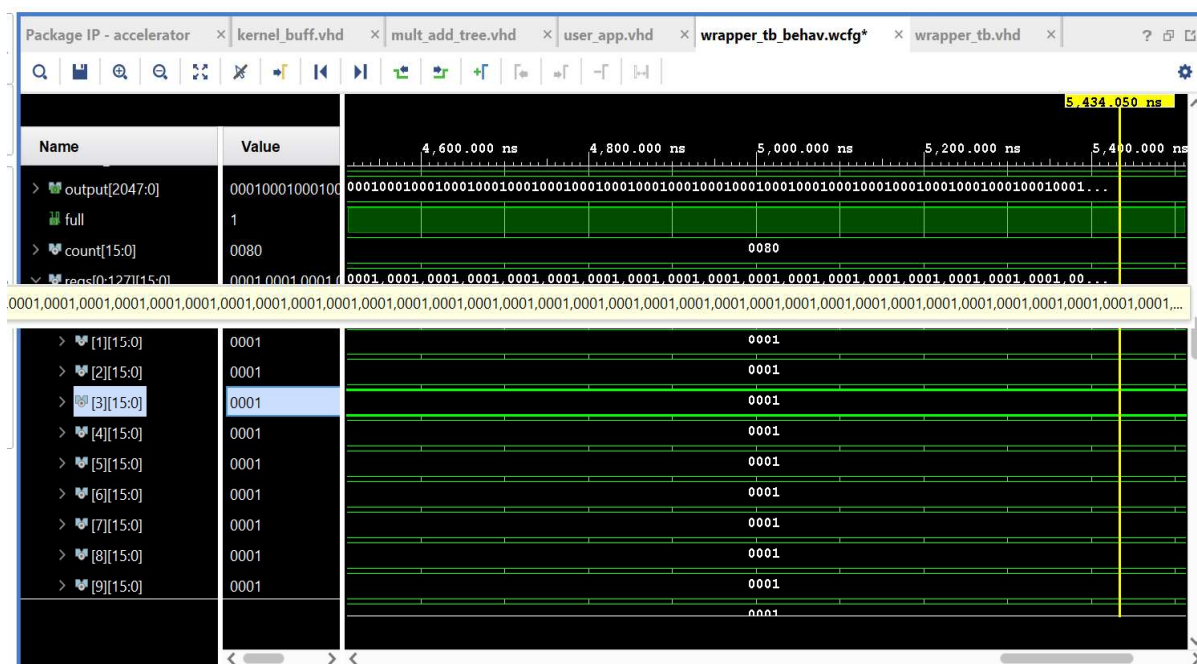 Package IP - accelerator × kernel_buff.vhd × mult_add_tree.vhd × user_app.vhd × wrapper_tb_behav.wcfg* × wrapper_tb.vhd × ?
5,434.050 ns
Name Value 4,600.000 ns 4,800.000 ns 5,000.000 ns 5,200.000 ns 5,400.000 ns
output[2047:0] 00010001000100 0001000100010001000100010001000100010001000100010001000100010001000100010001000100010001...
full 1
count[15:0] 0080 0080
regs[0:127][15:0] 0001,0001,0001,0 0001,0001,0001,0001,0001,0001,0001,0001,0001,0001,0001,0001,0001,0001,0001,0001,0001,00...
0001,0001,0001,0001,0001,0001,0001,0001,0001,0001,0001,0001,0001,0001,0001,0001,0001,0001,0001,0001,0001,0001,0001,0001,0001,0001,0001,0001,0001,0001,0001,...
[1][15:0] 0001 0001
[2][15:0] 0001 0001
[3][15:0] 0001 0001
[4][15:0] 0001 0001
[5][15:0] 0001 0001
[6][15:0] 0001 0001
[7][15:0] 0001 0001
[8][15:0] 0001 0001
[9][15:0] 0001 0001
0001